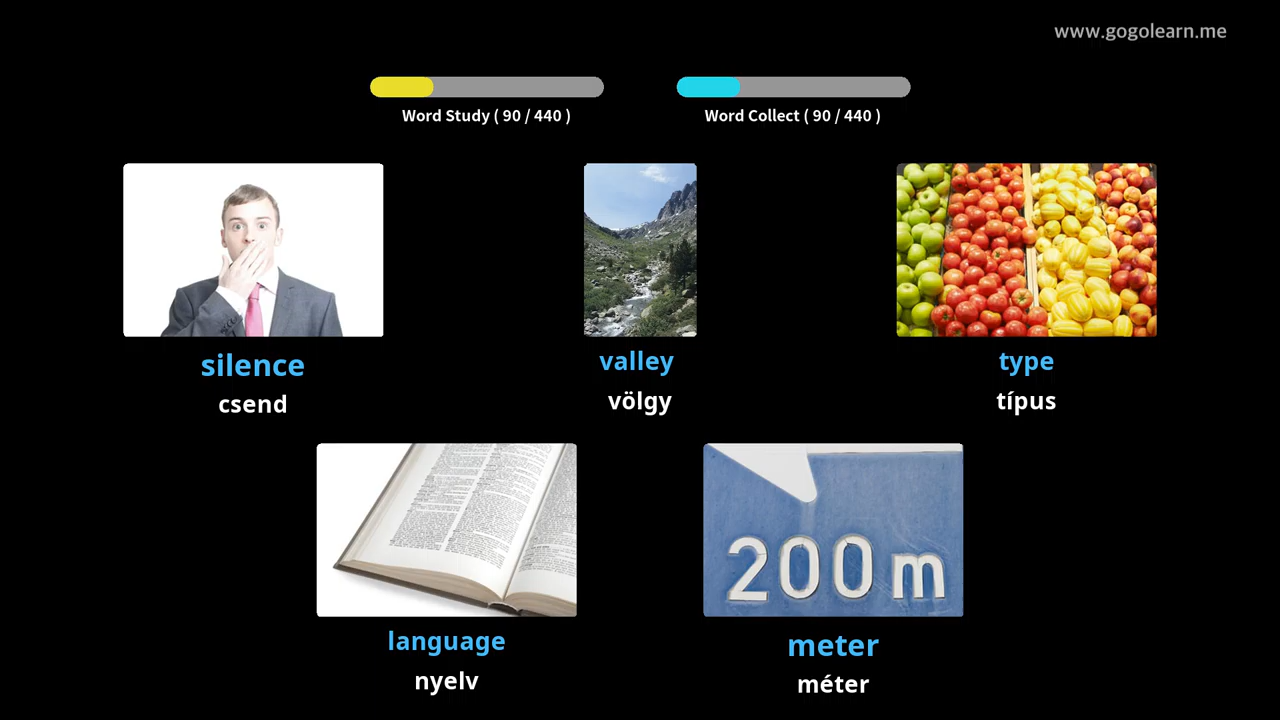 www.gogolearn.me
Word Study ( 90 / 440 )
Word Collect ( 90 / 440 )
silence
csend
valley
völgy
type
típus
200 m
language
nyelv
meter
méter